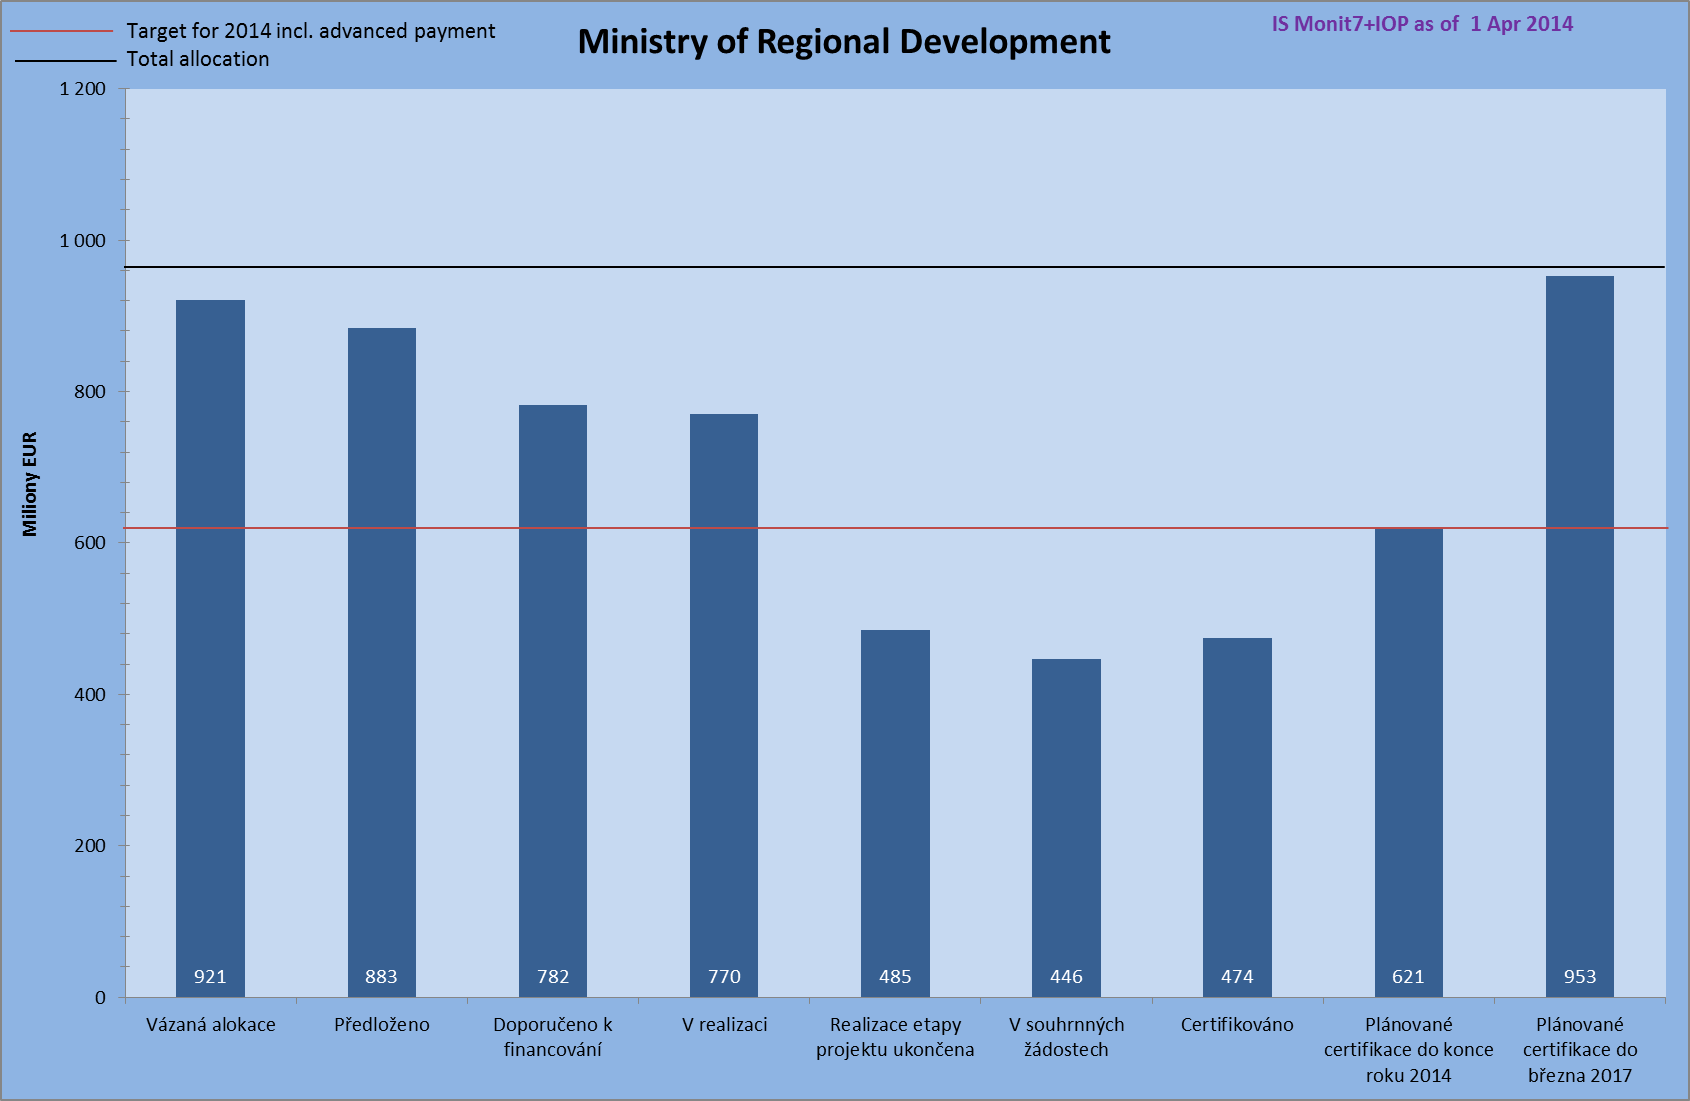 Target for 2014 incl. advanced payment
Total allocation
Ministry of Regional Development
IS Monit7+IOP as of 1 Apr 2014
Miliony EUR
1 200
1 000
800
600
400
200
0
921 883 782 770 485 446 474 621 953
Vázaná alokace
Předloženo
Doporučeno k
financování
V realizaci
Realizace etapy
projektu ukončena
V souhrnných
žádostech
Certifikováno
Plánované
certifikace do konce
roku 2014
Plánované
certifikace do
března 2017